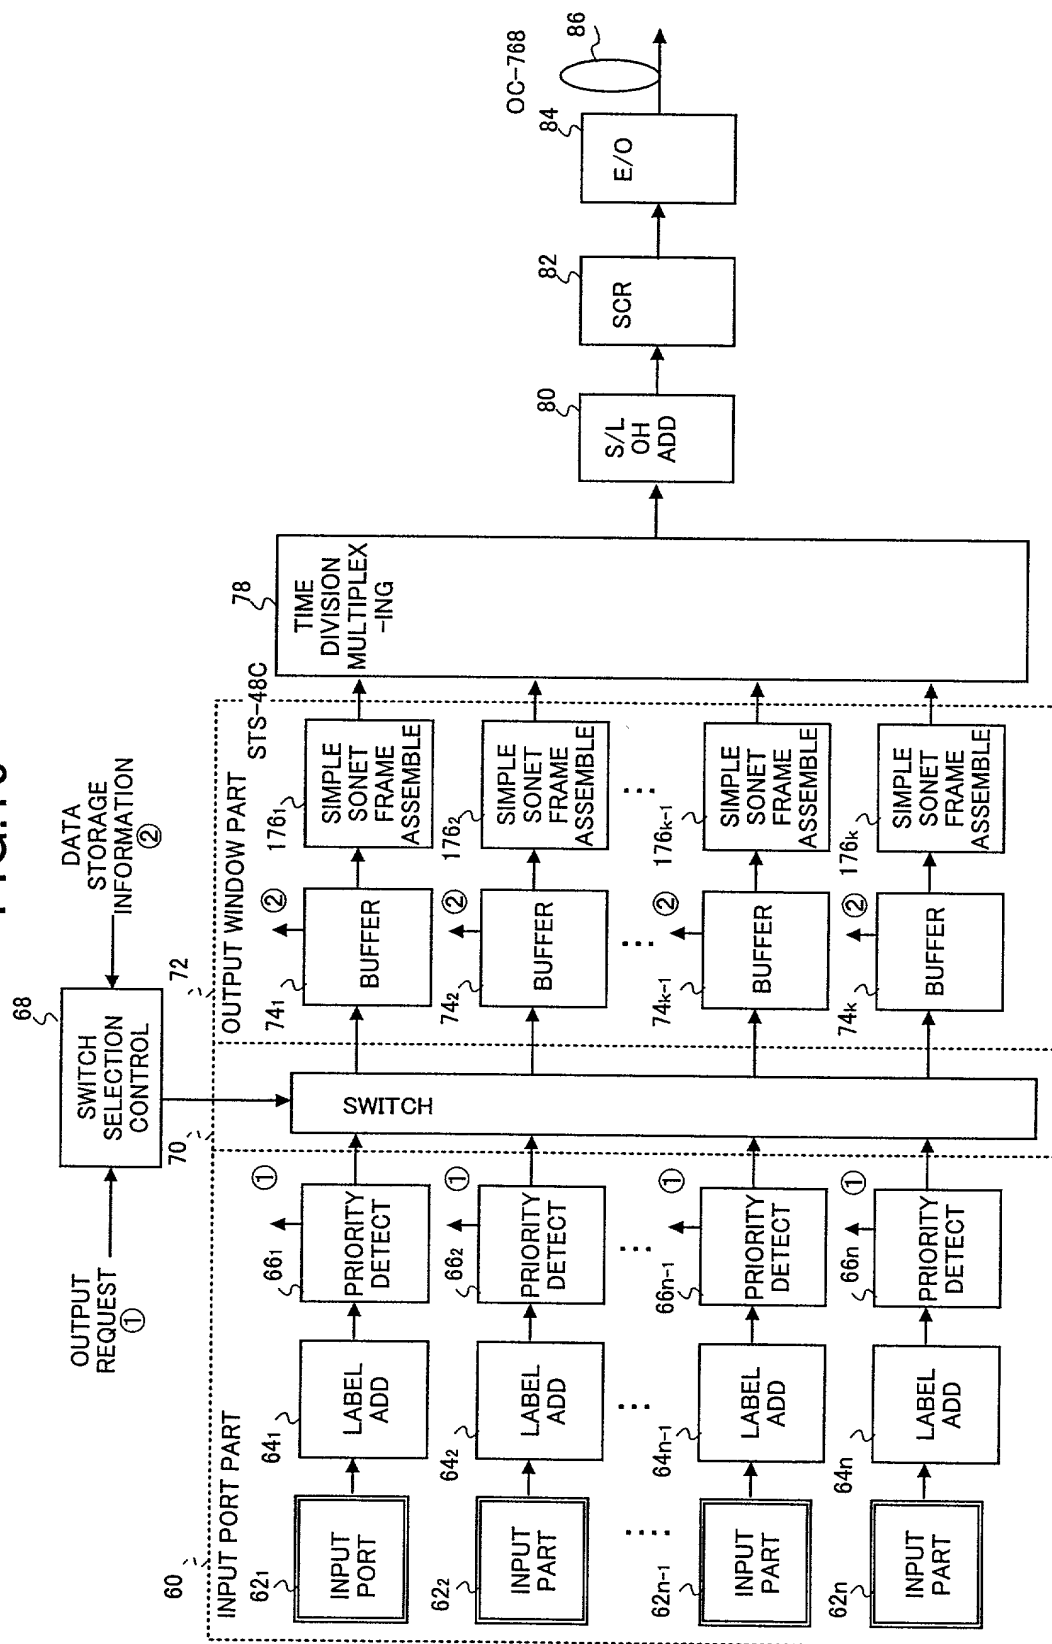 OUTPUT
REQUEST
①
68
SWITCH
SELECTION
CONTROL
DATA
STORAGE
INFORMATION
②
60
INPUT PORT PART
70
72
OUTPUT WINDOW PART
STS-48C
62₁
INPUT
PORT
64₁
LABEL
ADD
66₁
PRIORITY
DETECT
①
SWITCH
74₁
BUFFER
②
176₁
SIMPLE
SONET
FRAME
ASSEMBLE
78
TIME
DIVISION
MULTIPLEX
-ING
62₂
INPUT
PART
64₂
LABEL
ADD
66₂
PRIORITY
DETECT
①
74₂
BUFFER
②
176₂
SIMPLE
SONET
FRAME
ASSEMBLE
80
S/L
OH
ADD
82
SCR
84
E/O
OC-768
86
....
....
....
...
...
62n-1
INPUT
PART
64n-1
LABEL
ADD
66n-1
PRIORITY
DETECT
①
74k-1
BUFFER
②
176k-1
SIMPLE
SONET
FRAME
ASSEMBLE
62n
INPUT
PART
64n
LABEL
ADD
66n
PRIORITY
DETECT
①
74k
BUFFER
②
176k
SIMPLE
SONET
FRAME
ASSEMBLE